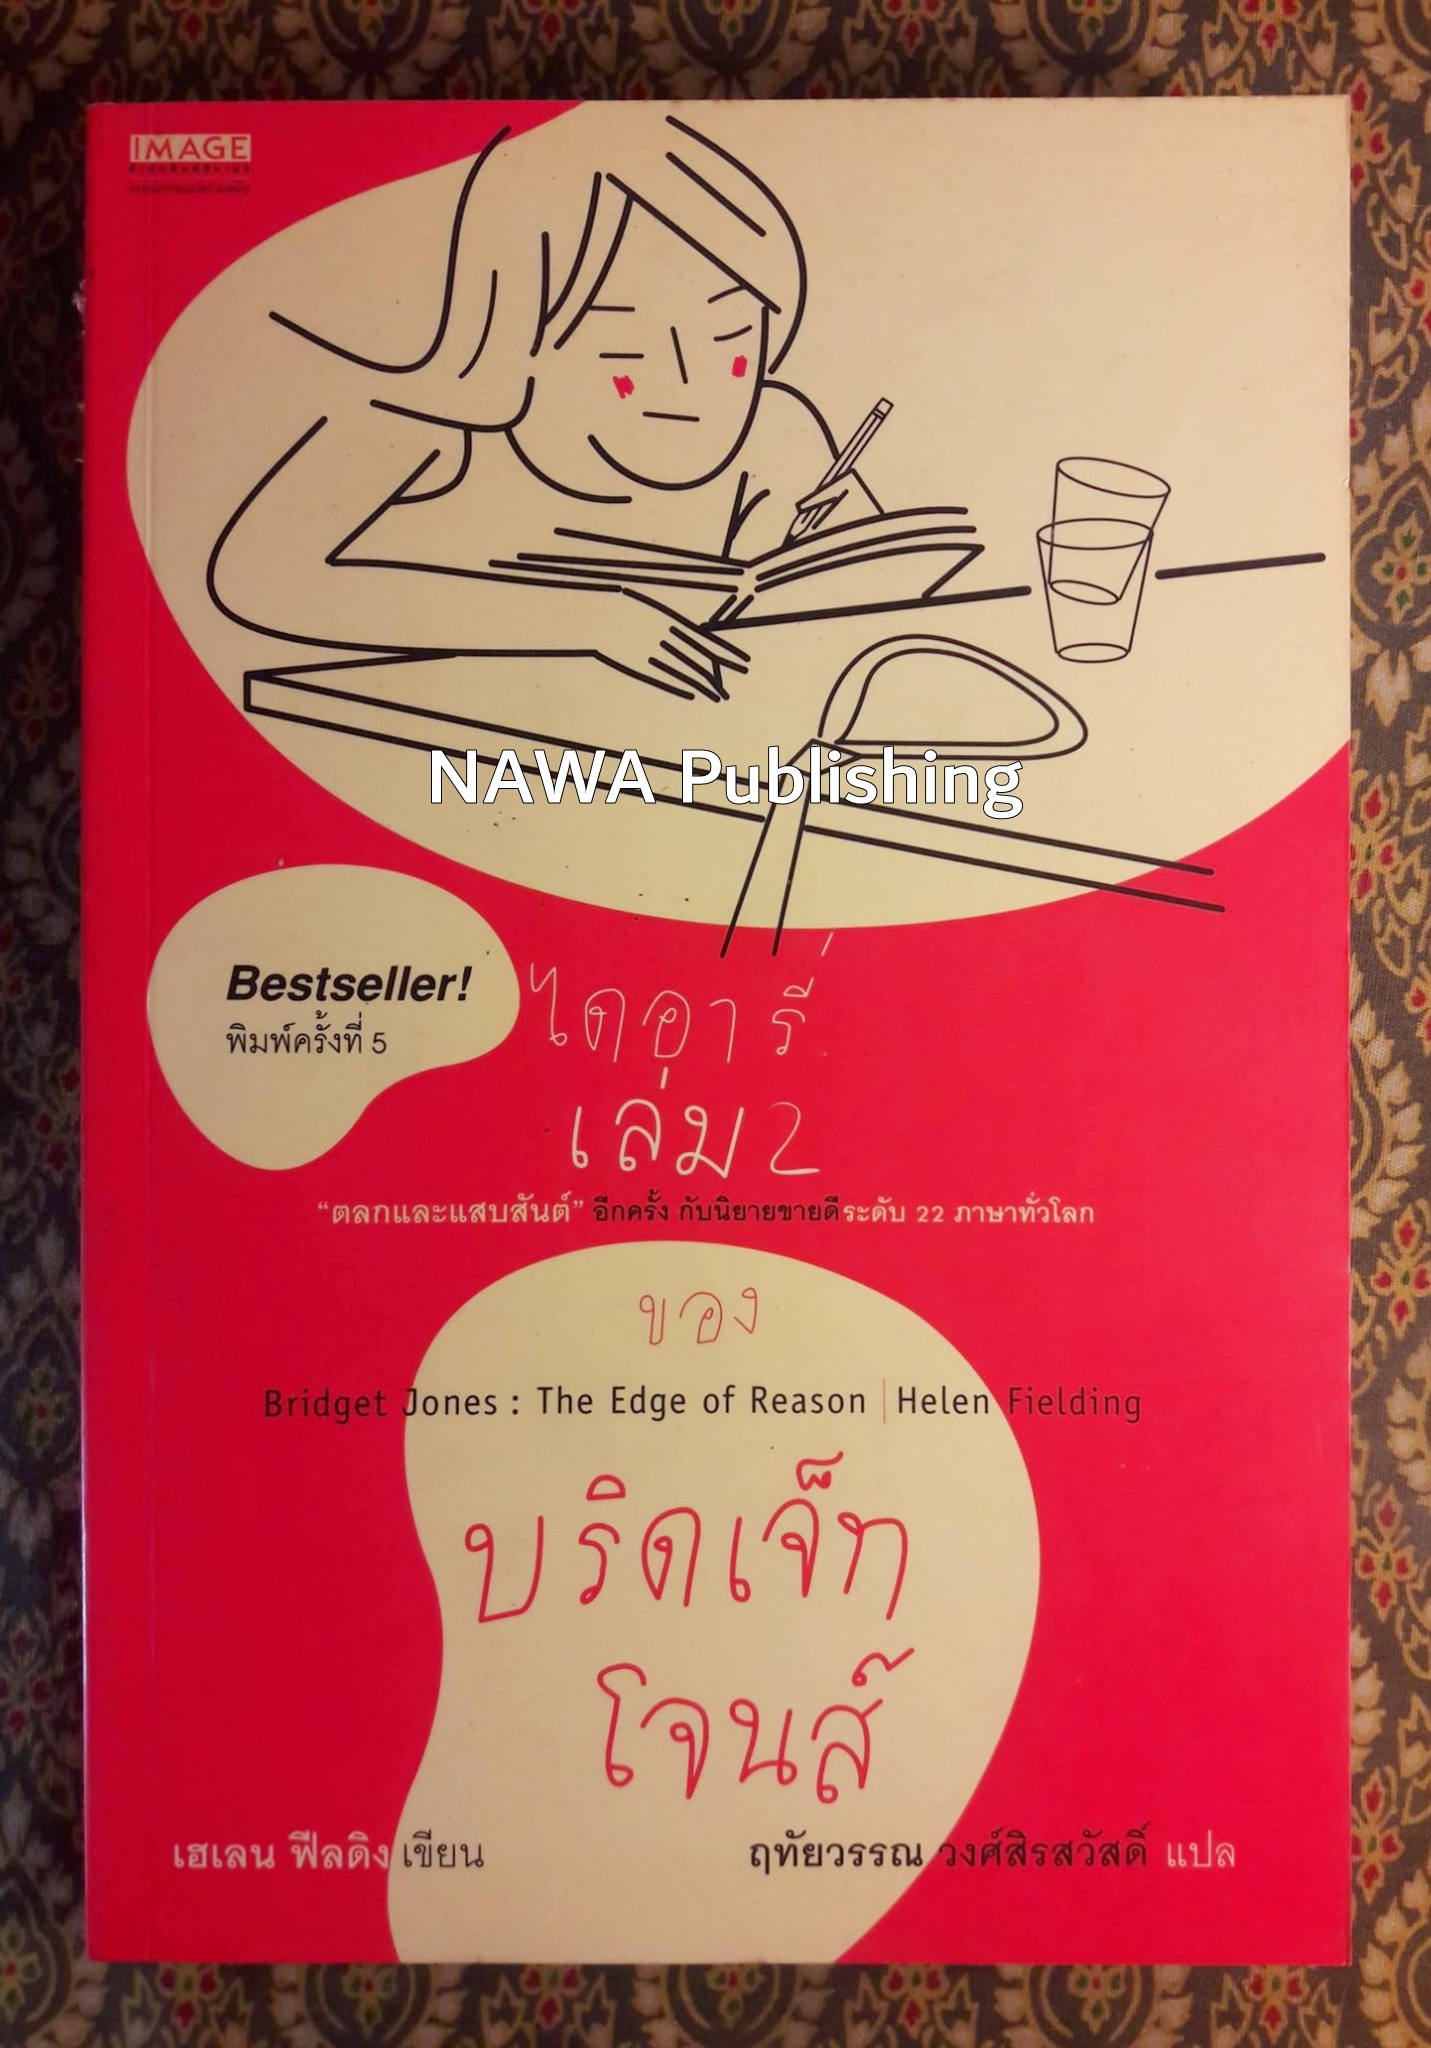 IMAGE
NAWA Publishing
Bestseller!
พิมพ์ครั้งที่ 5
ไดอารี่
เล่ม 2
“ตลกและแสบสันต์” อีกครั้ง กับนิยายขายดีระดับ 22 ภาษาทั่วโลก
ของ
Bridget Jones : The Edge of Reason | Helen Fielding
บริดเจ็ท
โจนส์
เฮเลน ฟีลดิง เขียน
ฤทัยวรรณ วงศ์สิรสวัสดิ์ แปล